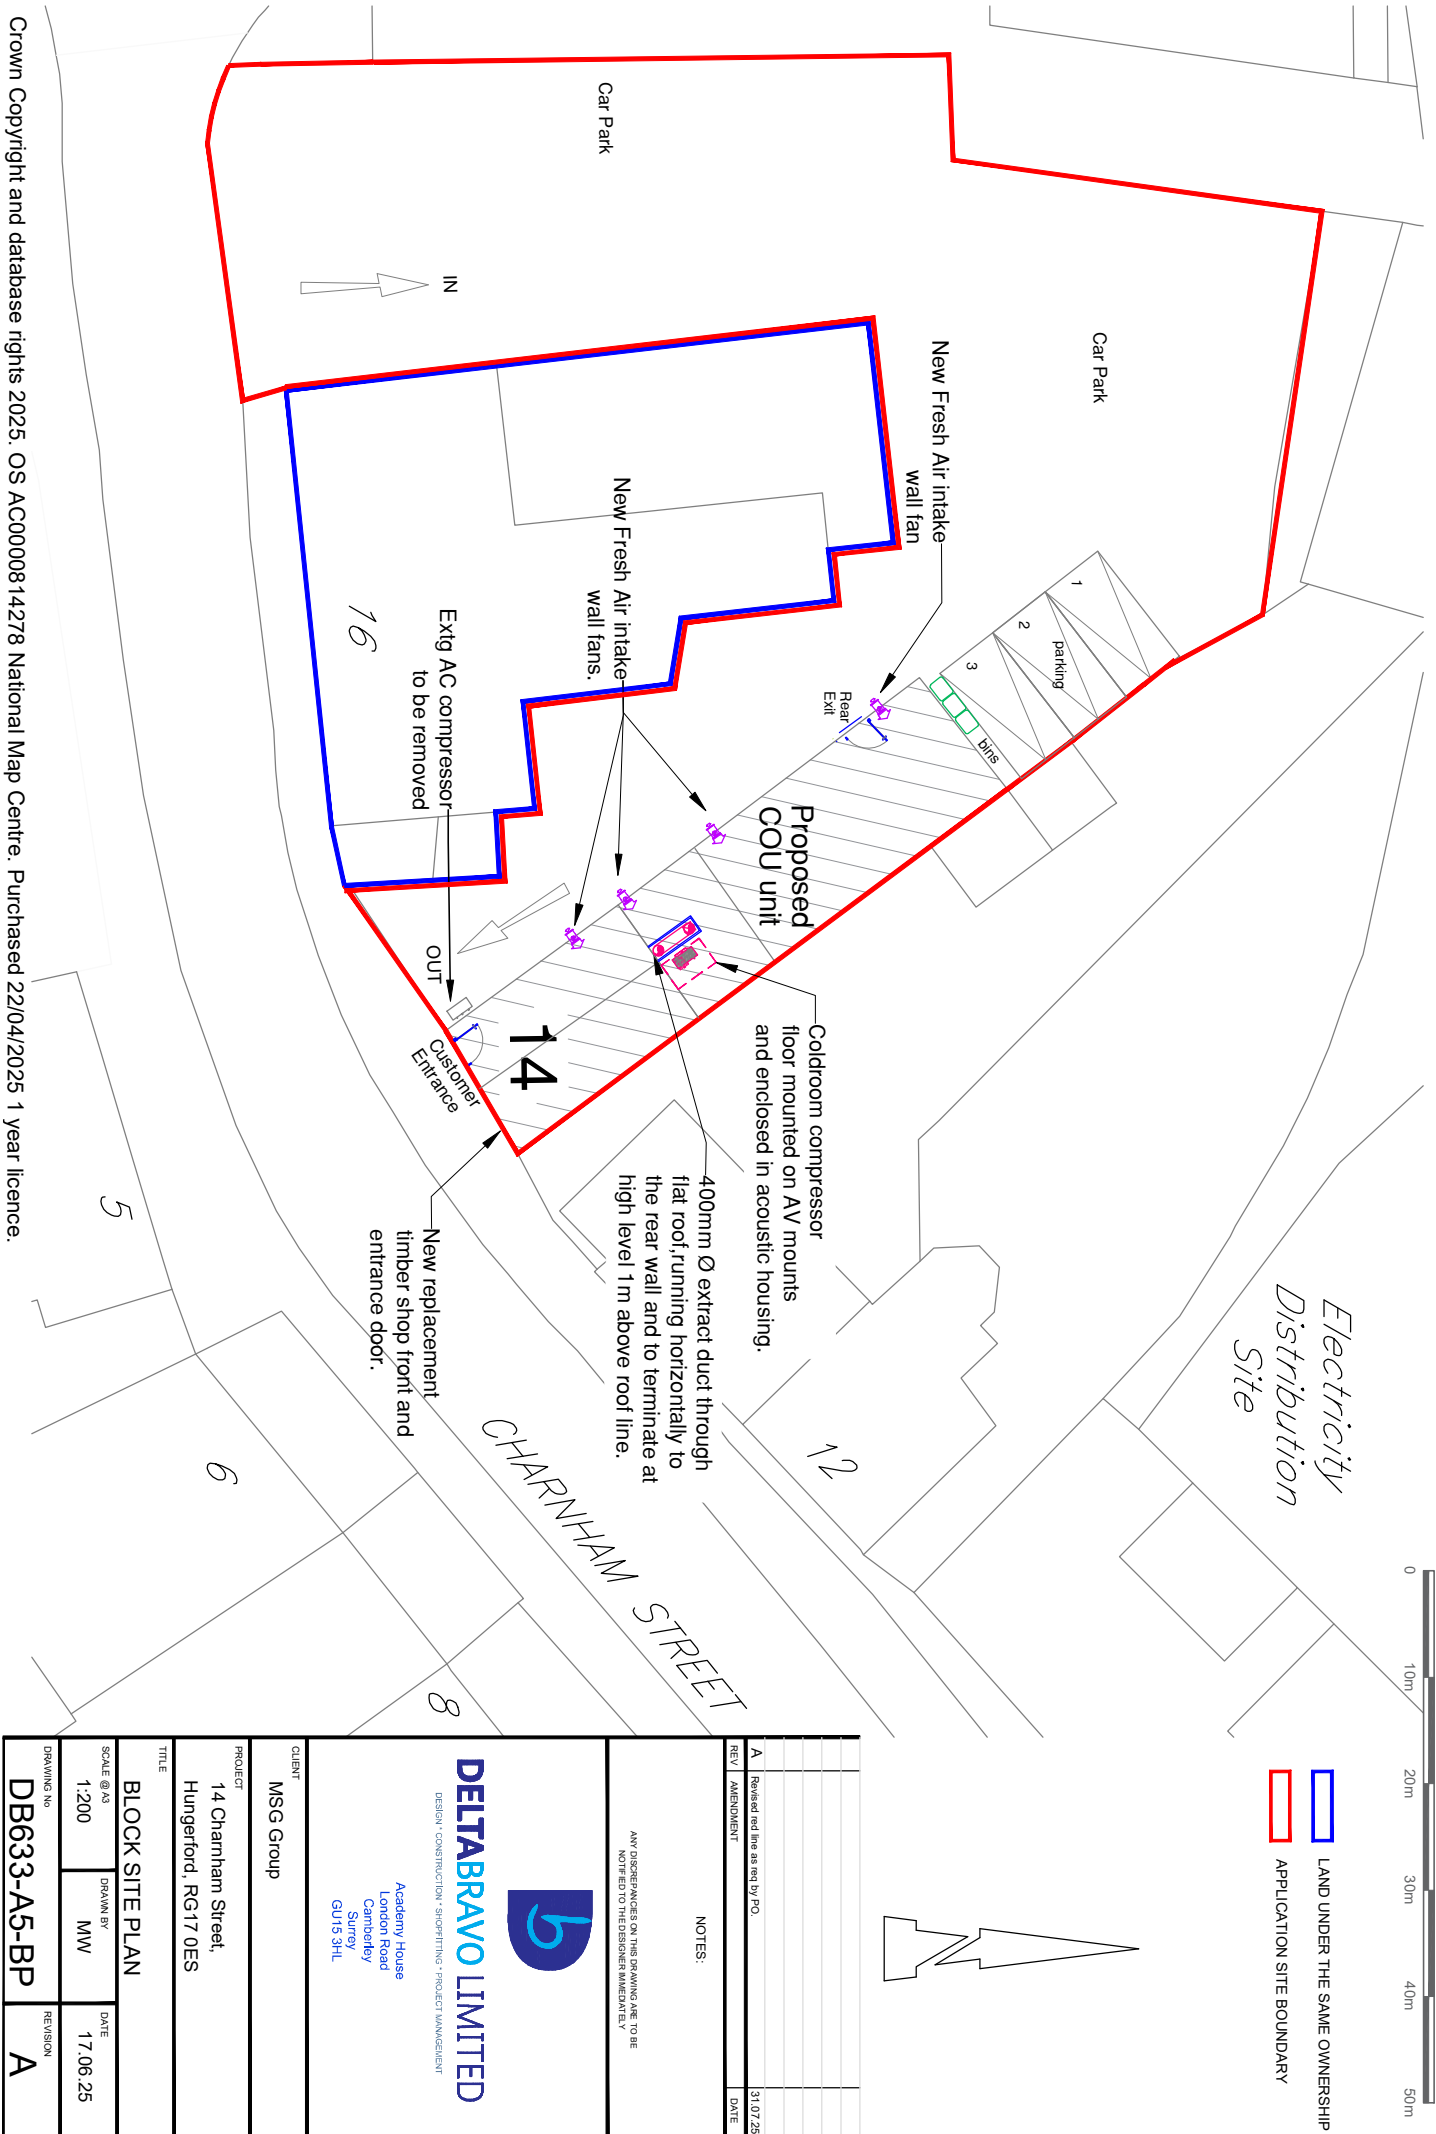 Electricity
Distribution
Site
0
10m
20m
30m
40m
50m
LAND UNDER THE SAME OWNERSHIP
APPLICATION SITE BOUNDARY
Car Park
Car Park
IN
New Fresh Air intake
wall fan
1
2
3
parking
bins
Rear
Exit
New Fresh Air intake
wall fans.
Proposed
COU unit
Coldroom compressor
floor mounted on AV mounts
and enclosed in acoustic housing.
400mm Ø extract duct through
flat roof,running horizontally to
the rear wall and to terminate at
high level 1m above roof line.
Extg AC compressor
to be removed
OUT
14
Customer
Entrance
New replacement
timber shop front and
entrance door.
16
12
CHARNHAM STREET
5
6
8
A
Revised red line as req by PO.
31.07.25
REV
AMENDMENT
DATE
NOTES:
ANY DISCREPANCIES ON THIS DRAWING ARE TO BE
NOTIFIED TO THE DESIGNER IMMEDIATELY
b
DELTABRAVO LIMITED
DESIGN * CONSTRUCTION * SHOPFITTING * PROJECT MANAGEMENT
Academy House
London Road
Camberley
Surrey
GU15 3HL
CLIENT
MSG Group
PROJECT
14 Charnham Street,
Hungerford, RG17 0ES
TITLE
BLOCK SITE PLAN
SCALE @ A3
1:200
DRAWN BY
MW
DATE
17.06.25
DRAWING No
DB633-A5-BP
REVISION
A
Crown Copyright and database rights 2025. OS AC0000814278 National Map Centre. Purchased 22/04/2025 1 year licence.